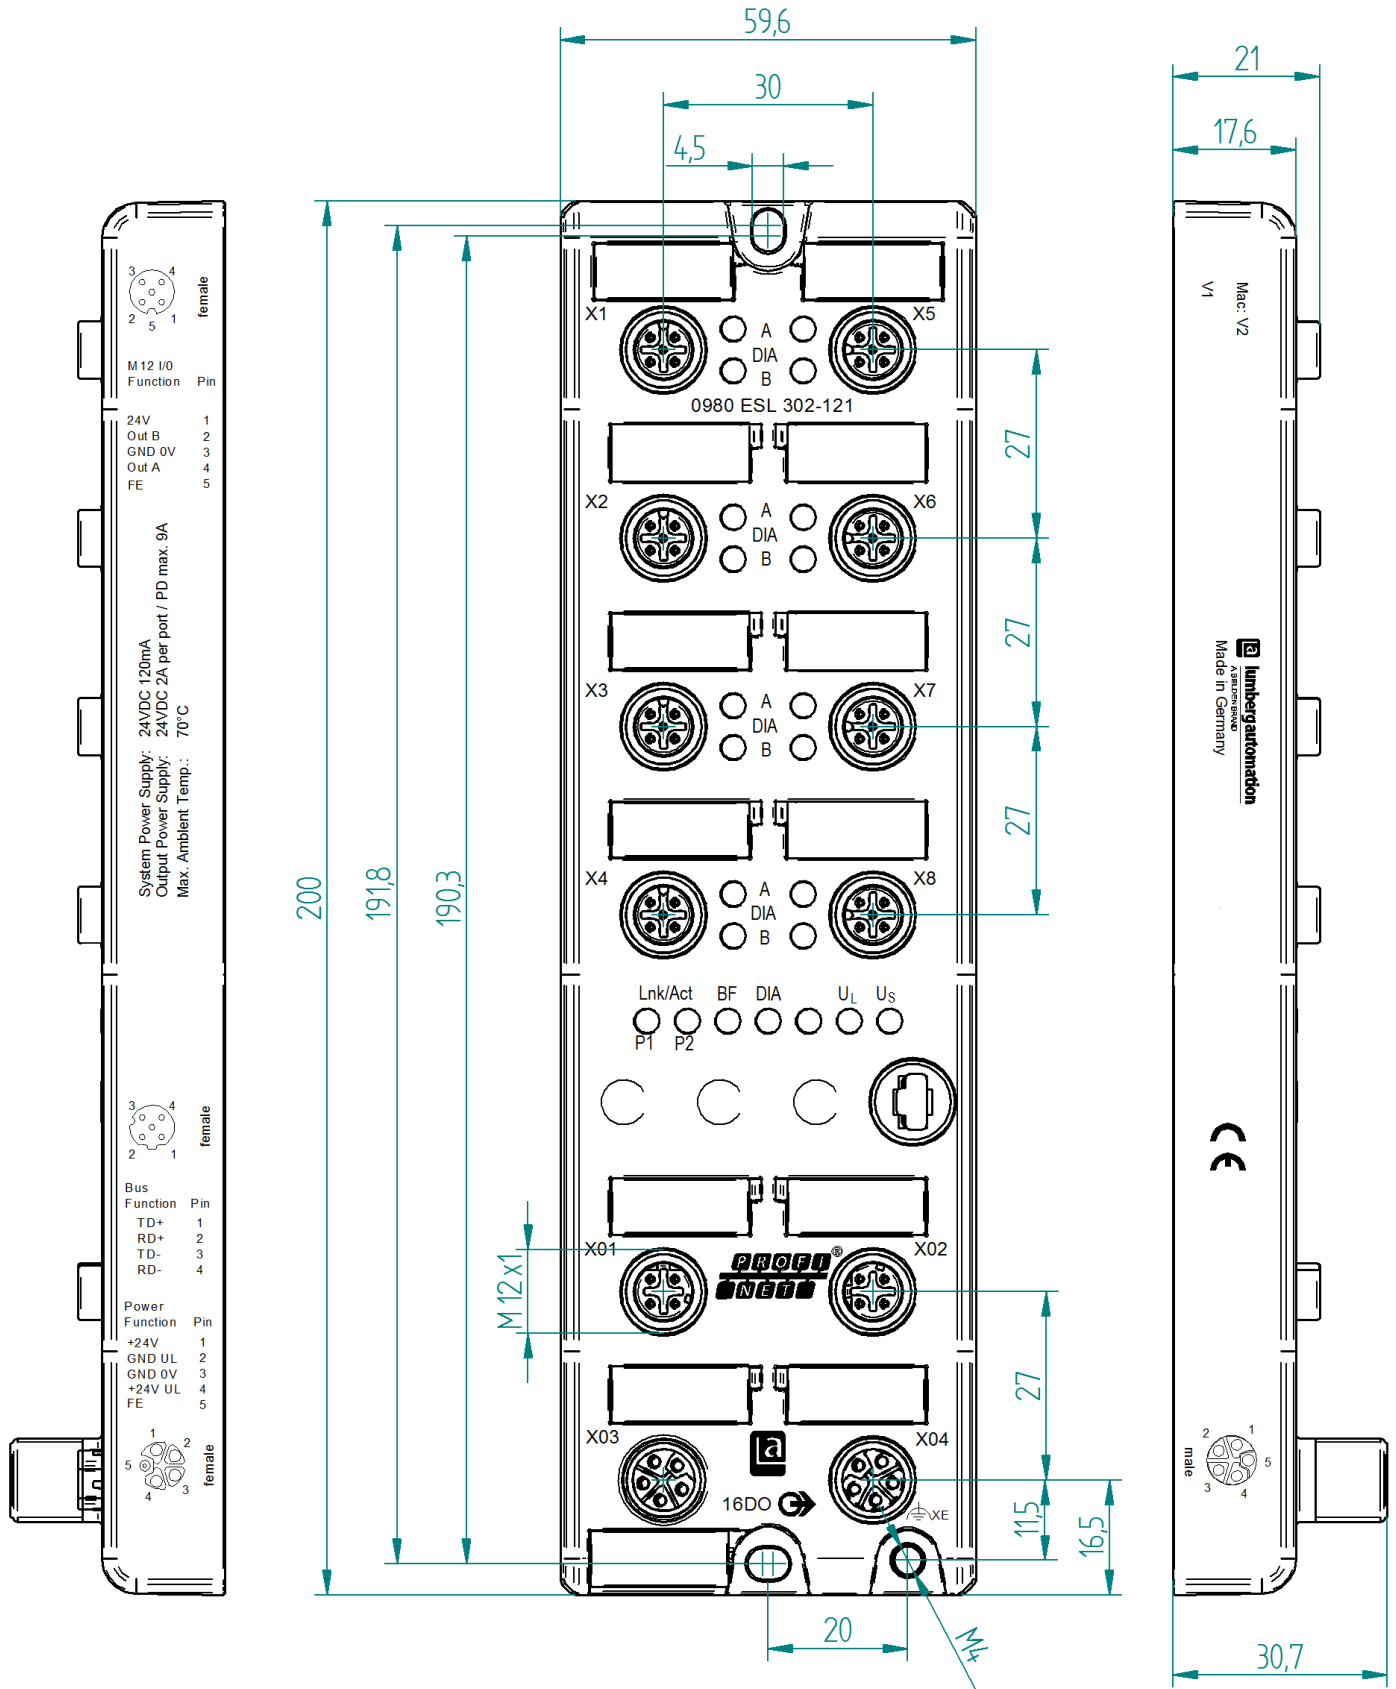 59,6
30
4,5
21
17,6
200
191,8
190,3
3 4
2 5 1
female
M12 I/0
Function Pin
24V 1
Out B 2
GND 0V 3
Out A 4
FE 5
System Power Supply: 24VDC 120mA
Output Power Supply: 24VDC 2A per port / PD max. 9A
Max. Ambient Temp.: 70°C
3 4
2 1
female
Bus
Function Pin
TD+ 1
RD+ 2
TD- 3
RD- 4
Power
Function Pin
+24V 1
GND UL 2
GND 0V 3
+24V UL 4
FE 5
1 2
5
4 3
female
X1 A X5
DIA
B
0980 ESL 302-121
X2 A X6
DIA
B
X3 A X7
DIA
B
X4 A X8
DIA
B
27
27
27
Lnk/Act BF DIA UL US
P1 P2
X01 PROFI® X02
NET
M 12 x1
27
X03 a X04
16DO
XE
11,5
16,5
20
M4
Mac: V2
V1
a lumbergautomation
A BELDEN BRAND
Made in Germany
CE
2 1
5
3 4
male
30,7